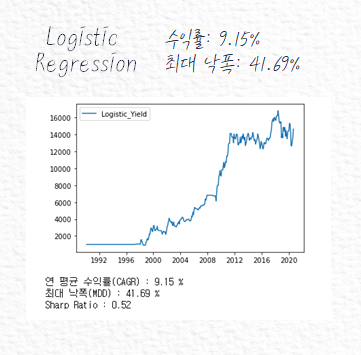 Logistic
Regression
수익률: 9.15%
최대 낙폭: 41.69%
Logistic_Yield
16000
14000
12000
10000
8000
6000
4000
2000
1992 1996 2000 2004 2008 2012 2016 2020
연 평균 수익률(CAGR) : 9.15 %
최대 낙폭(MDD) : 41.69 %
Sharp Ratio : 0.52